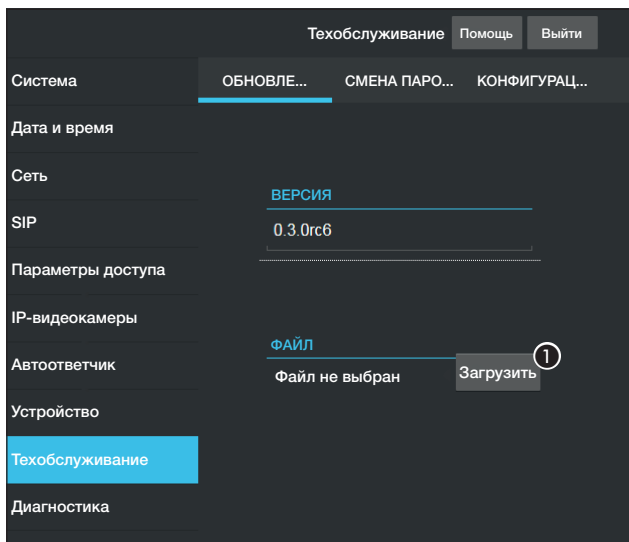 Техобслуживание Помощь Выйти
Система
ОБНОВЛЕ... СМЕНА ПАРО... КОНФИГУРАЦ...
Дата и время
Сеть
ВЕРСИЯ
SIP
0.3.0rc6
Параметры доступа
IP-видеокамеры
ФАЙЛ
1
Автоответчик
Файл не выбран Загрузить
Устройство
Техобслуживание
Диагностика